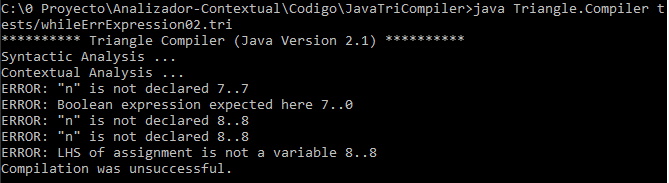 C:\0 Proyecto\Analizador-Contextual\Codigo\JavaTriCompiler>java Triangle.Compiler t
ests/whileErrExpression02.tri
********** Triangle Compiler (Java Version 2.1) **********
Syntactic Analysis ...
Contextual Analysis ...
ERROR: "n" is not declared 7..7
ERROR: Boolean expression expected here 7..0
ERROR: "n" is not declared 8..8
ERROR: "n" is not declared 8..8
ERROR: LHS of assignment is not a variable 8..8
Compilation was unsuccessful.